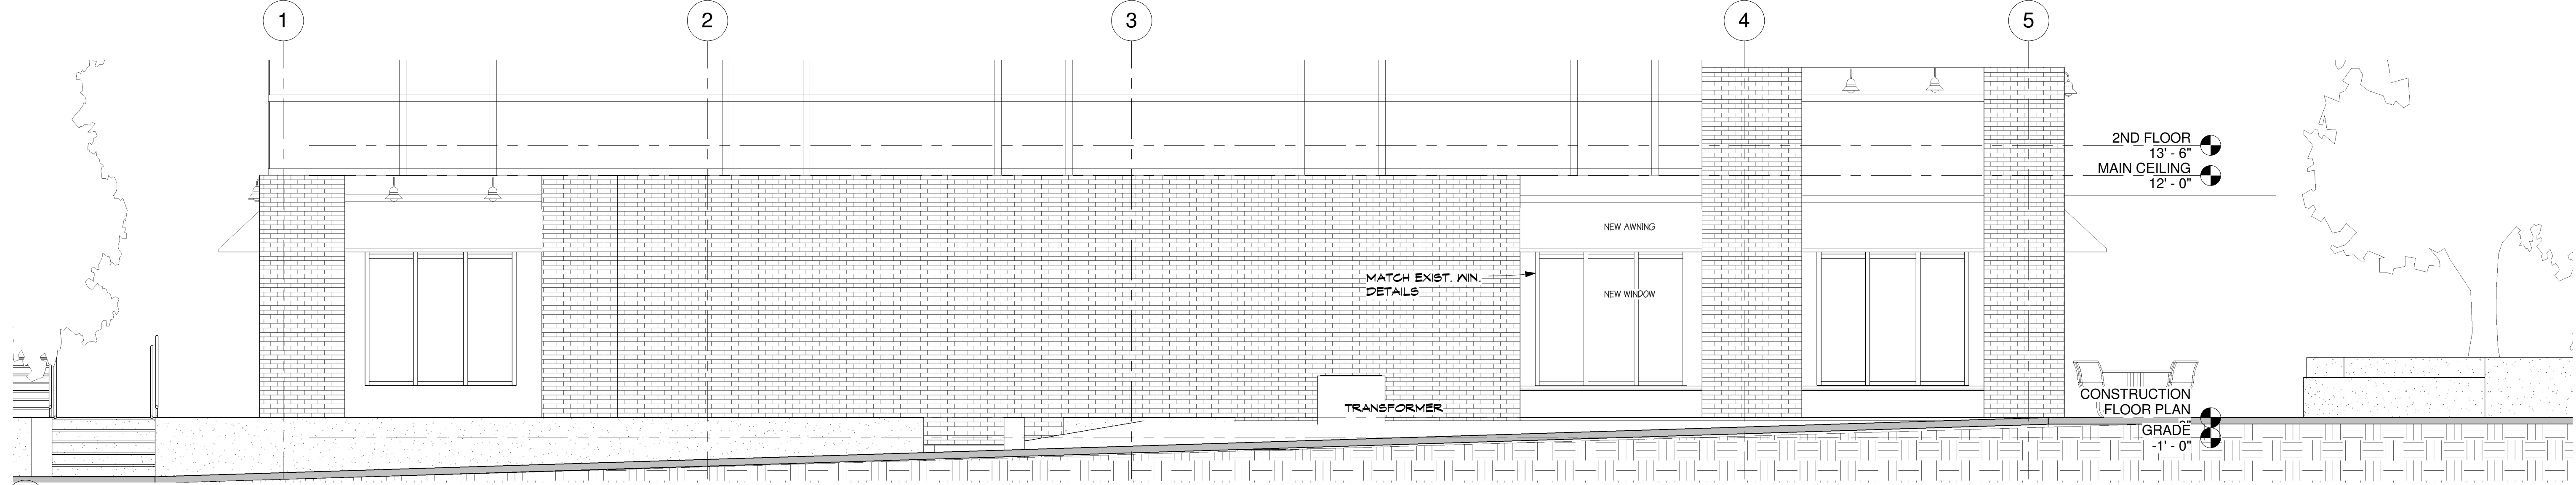 1 2 3 4 5
2ND FLOOR
13' - 6"
MAIN CEILING
12' - 0"
NEW AWNING
MATCH EXIST. WIN.
DETAILS
NEW WINDOW
TRANSFORMER
CONSTRUCTION
FLOOR PLAN
GRADE
-1' - 0"